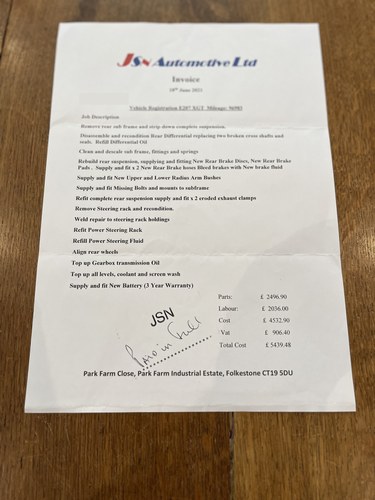 JSN Automotive Ltd
Invoice
10th June 2021
Vehicle Registration E287 RGT Mileage: 96985
Job Description
Remove rear sub frame and strip down complete suspension.
Disassemble and recondition Rear Differential replacing two broken cross shafts and
seals. Refill Differential Oil
Clean and descale sub frame, fittings and springs
Rebuild rear suspension, supplying and fitting New Rear Brake Discs, New Rear Brake
Pads . Supply and fit x 2 New Rear Brake hoses Bleed brakes with New brake fluid
Supply and fit New Upper and Lower Radius Arm Bushes
Supply and fit Missing Bolts and mounts to subframe
Refit complete rear suspension supply and fit x 2 eroded exhaust clamps
Remove Steering rack and recondition.
Weld repair to steering rack holdings
Refit Power Steering Rack
Refill Power Steering Fluid
Align rear wheels
Top up Gearbox transmission Oil
Top up all levels, coolant and screen wash
Supply and fit New Battery (3 Year Warranty)
Parts: £ 2496.90
Labour: £ 2036.00
Cost £ 4532.90
Vat £ 906.40
Total Cost £ 5439.48
JSN
Paid in Full
Park Farm Close, Park Farm Industrial Estate, Folkestone CT19 5DU